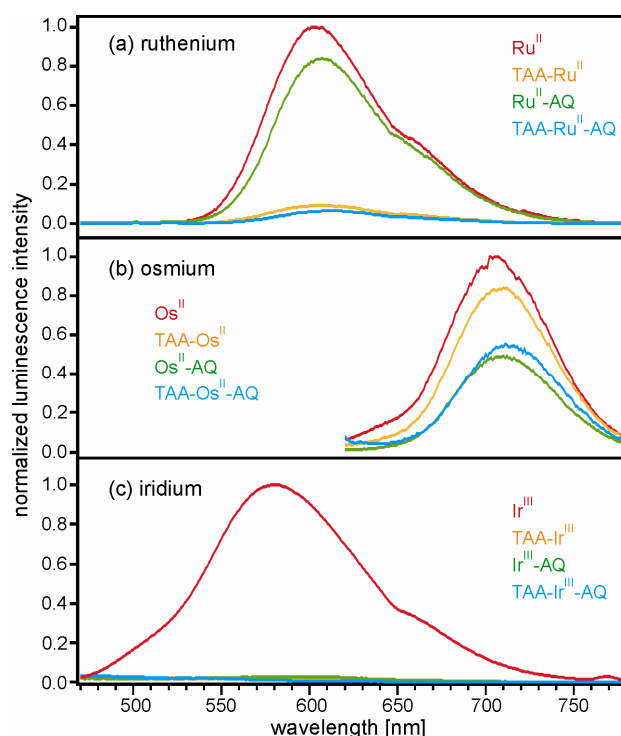 normalized luminescence intensity
(a) ruthenium
Ru^II
TAA-Ru^II
Ru^II-AQ
TAA-Ru^II-AQ
1.0
0.8
0.6
0.4
0.2
0.0
(b) osmium
Os^II
TAA-Os^II
Os^II-AQ
TAA-Os^II-AQ
1.0
0.8
0.6
0.4
0.2
0.0
(c) iridium
Ir^III
TAA-Ir^III
Ir^III-AQ
TAA-Ir^III-AQ
1.0
0.8
0.6
0.4
0.2
0.0
500 550 600 650 700 750
wavelength [nm]